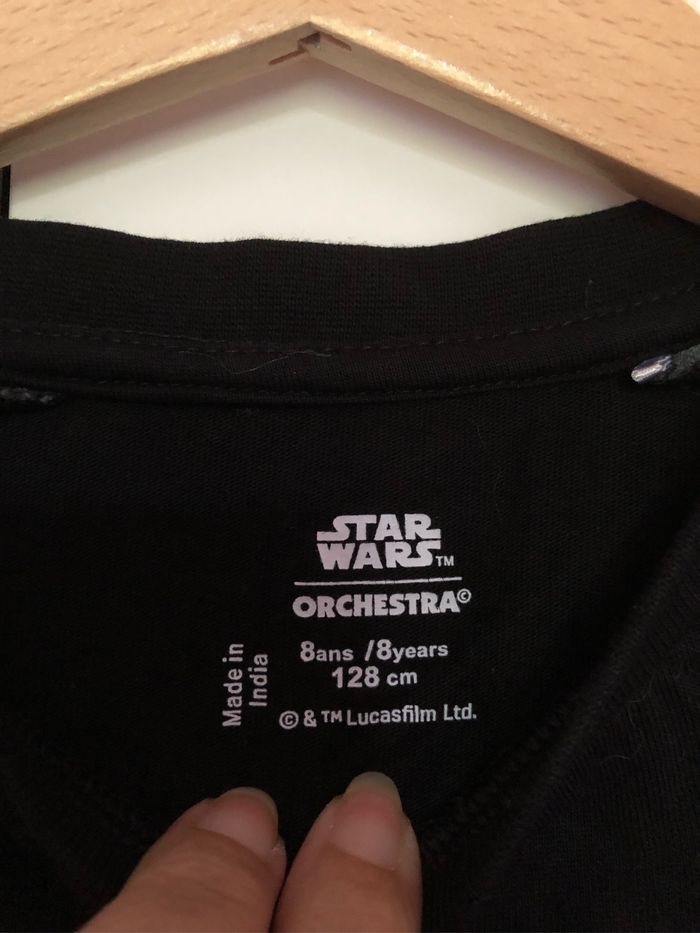 STAR
WARS™
ORCHESTRA©
8ans /8years
128 cm
Made in
India
© & ™ Lucasfilm Ltd.